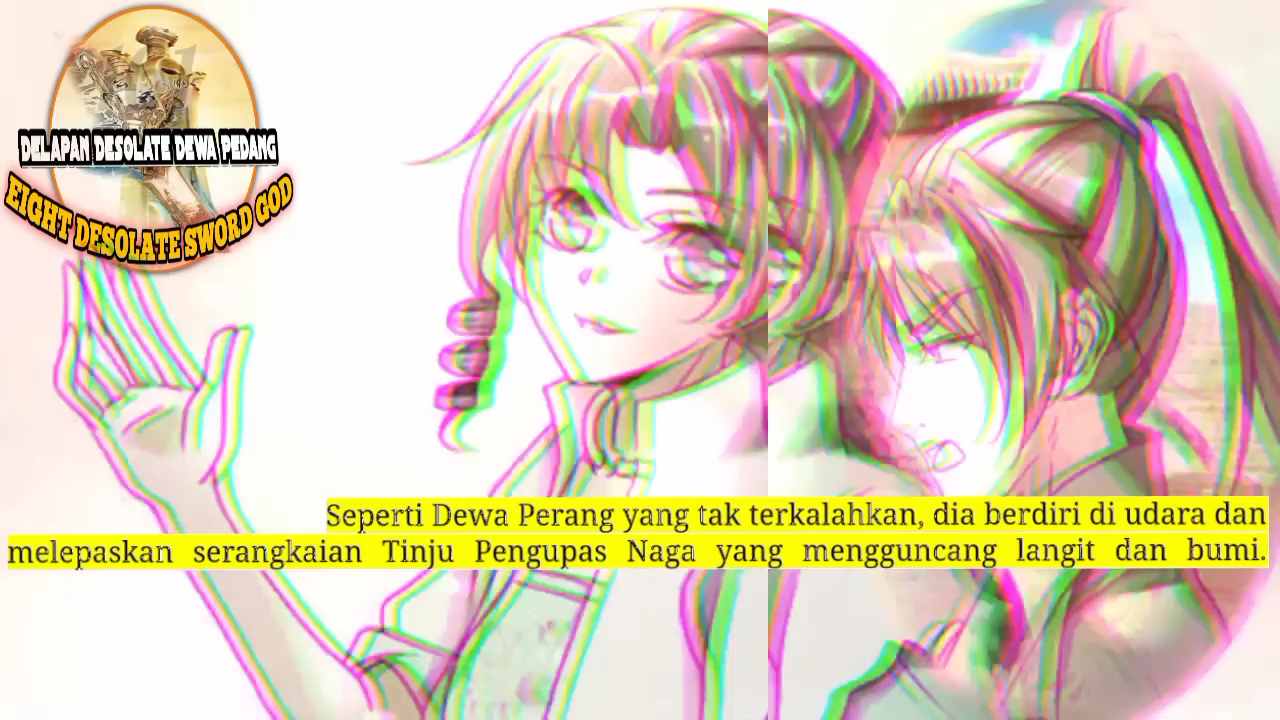 DELAPAN DESOLATE DEWA PEDANG
EIGHT DESOLATE SWORD GOD
Seperti Dewa Perang yang tak terkalahkan, dia berdiri di udara dan
melepaskan serangkaian Tinju Pengupas Naga yang mengguncang langit dan bumi.